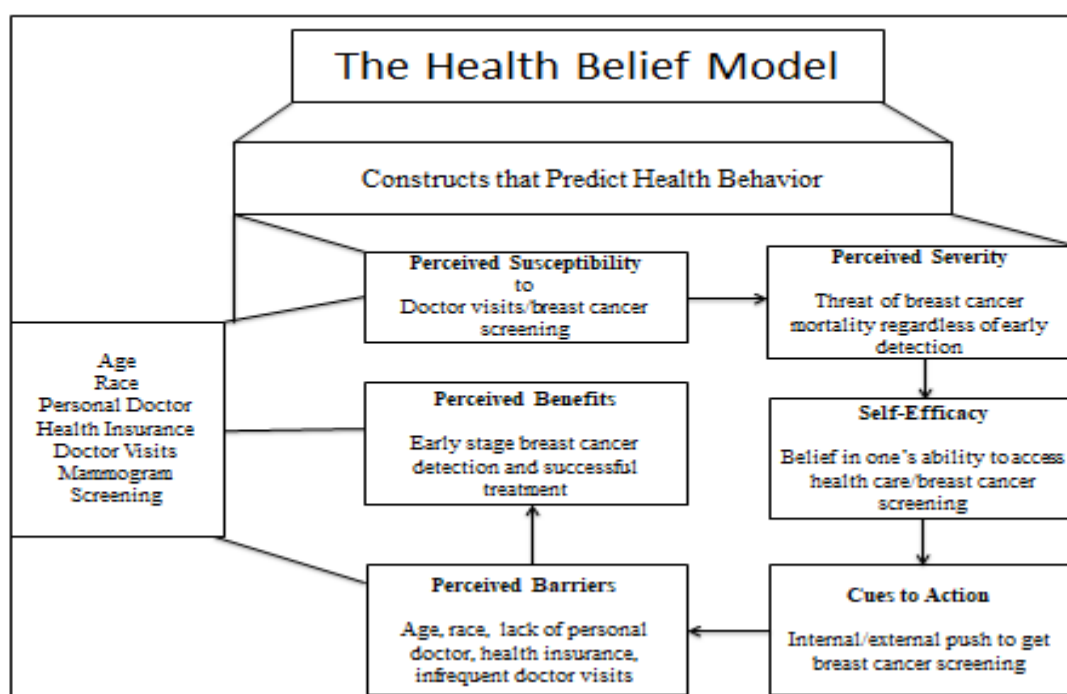 The Health Belief Model
Constructs that Predict Health Behavior
Perceived Susceptibility
to
Doctor visits/breast cancer
screening
Perceived Severity
Threat of breast cancer
mortality regardless of early
detection
Age
Race
Personal Doctor
Health Insurance
Doctor Visits
Mammogram
Screening
Perceived Benefits
Early stage breast cancer
detection and successful
treatment
Self-Efficacy
Belief in one's ability to access
health care/breast cancer
screening
Perceived Barriers
Age, race, lack of personal
doctor, health insurance,
infrequent doctor visits
Cues to Action
Internal/external push to get
breast cancer screening